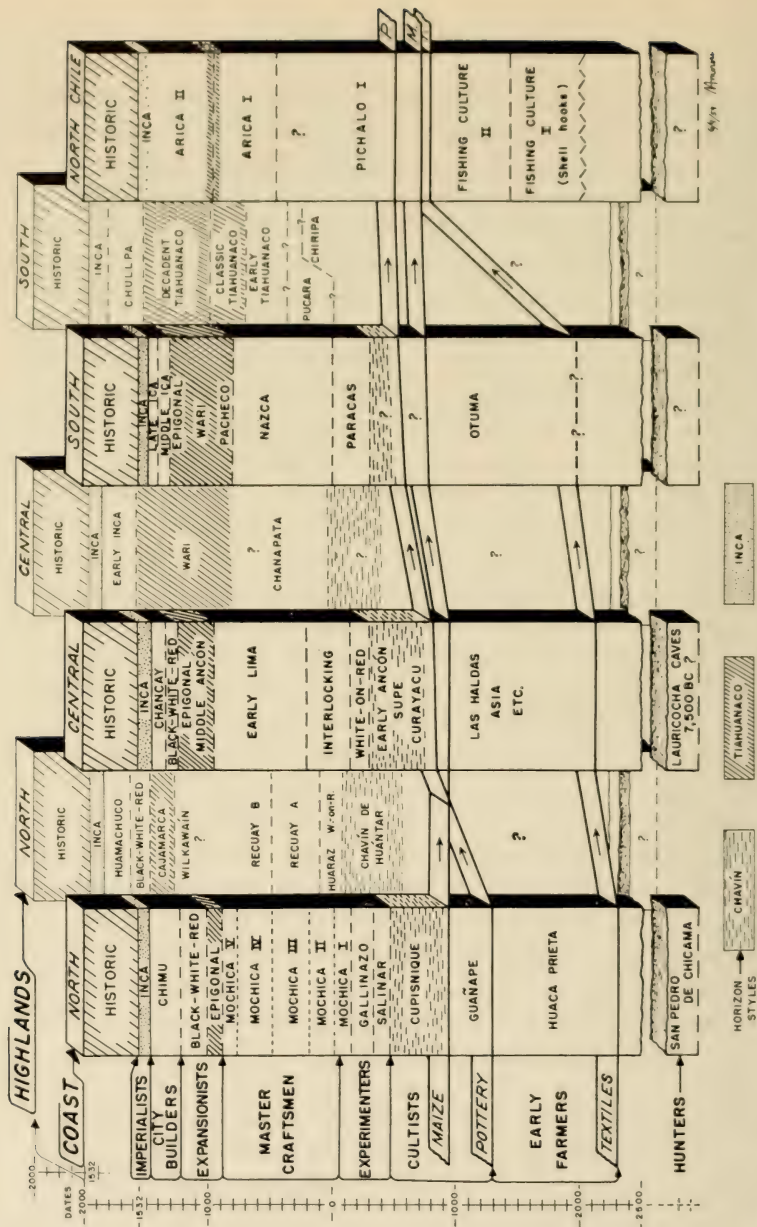 HIGHLANDS
COAST
DATES
2000
1532
2000
1532
1000
0
1000
2000
2500
IMPERIALISTS
CITY
BUILDERS
EXPANSIONISTS
MASTER
CRAFTSMEN
EXPERIMENTERS
CULTISTS
MAIZE
POTTERY
EARLY
FARMERS
TEXTILES
HUNTERS
NORTH
HISTORIC
INCA
CHIMU
BLACK-WHITE-RED
EPIGONAL
MOCHICA V
MOCHICA IV
MOCHICA III
MOCHICA II
MOCHICA I
GALLINAZO
SALINAR
CUPISNIQUE
GUAÑAPE
HUACA PRIETA
SAN PEDRO
DE CHICAMA
NORTH
HISTORIC
INCA
HUAMACHUCO
BLACK-WHITE-RED
CAJAMARCA
WILKAWAIN
?
RECUAY B
RECUAY A
HUARAZ W.-on-R.
CHAVÍN DE
HUÁNTAR
?
?
CENTRAL
HISTORIC
INCA
CHANCAY
BLACK-WHITE-RED
EPIGONAL
MIDDLE ANCÓN
EARLY LIMA
INTERLOCKING
WHITE-ON-RED
EARLY ANCÓN
SUPE
CURAYACU
LAS HALDAS
ASIA
ETC.
LAURICOCHA CAVES
7,500 BC ?
CENTRAL
HISTORIC
INCA
EARLY INCA
WARI
?
CHANAPATA
?
?
?
SOUTH
HISTORIC
INCA
LATE ICA
MIDDLE ICA
EPIGONAL
WARI
PACHECO
NAZCA
PARACAS
?
?
OTUMA
? ?
?
SOUTH
HISTORIC
INCA
CHULLPA
DECADENT
TIAHUANACO
CLASSIC
TIAHUANACO
EARLY
TIAHUANACO
? ?
PUCARA / CHIRIPA
?
?
?
NORTH CHILE
HISTORIC
INCA
ARICA II
ARICA I
?
PICHALO I
P
M
FISHING CULTURE
II
FISHING CULTURE
I
(Shell hooks)
?
HORIZON
STYLES
CHAVÍN
TIAHUANACO
INCA